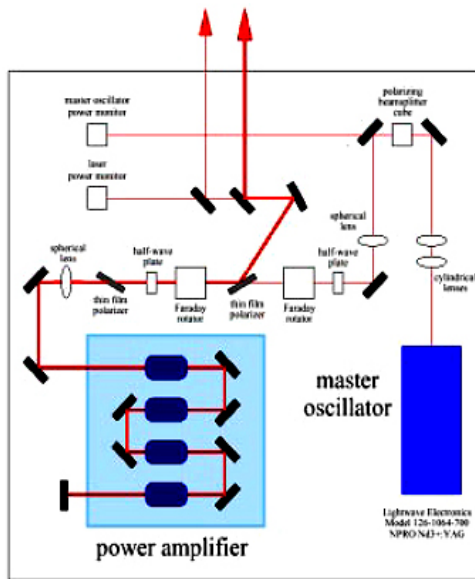 master oscillator
power monitor
polarizing
beamsplitter
cube
laser
power monitor
spherical
lens
spherical
lens
half-wave
plate
half-wave
plate
cylindrical
lenses
thin film
polarizer
Faraday
rotator
thin film
polarizer
Faraday
rotator
master
oscillator
Lightwave Electronics
Model 126-1064-700
NPRO Nd3+:YAG
power amplifier